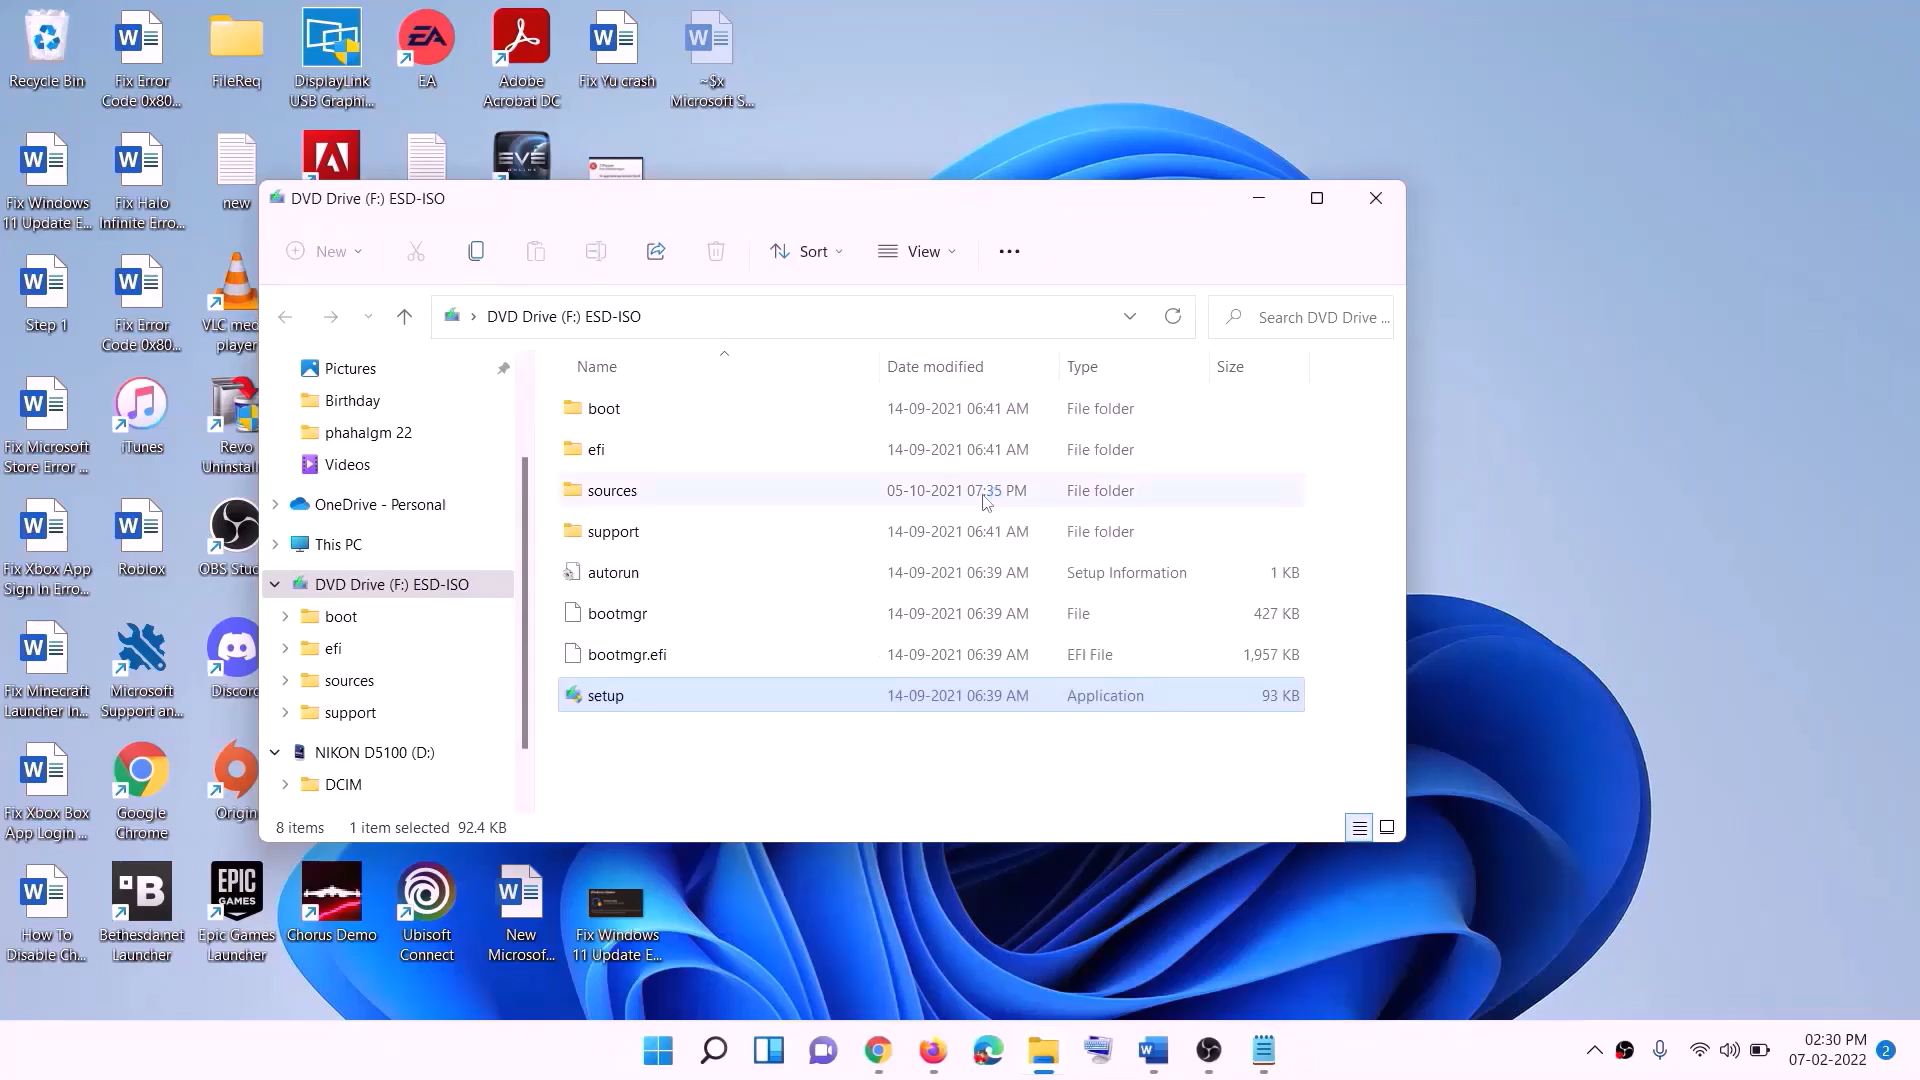 Recycle Bin
Fix Error
Code 0x80...
FileReq
DisplayLink
USB Graphi...
EA
Adobe
Acrobat DC
Fix Yu crash
~$x
Microsoft S...
Fix Windows
11 Update E...
Fix Halo
Infinite Erro...
new
EVE
ONLINE
Step 1
Fix Error
Code 0x80...
VLC med
player
Fix Microsoft
Store Error ...
iTunes
Revo
Uninstal
Fix Xbox App
Sign In Erro...
Roblox
OBS Stud
Fix Minecraft
Launcher In...
Microsoft
Support an...
Discord
Fix Xbox Box
App Login ...
Google
Chrome
Origin
How To
Disable Ch...
Bethesda.net
Launcher
EPIC
GAMES
Epic Games
Launcher
Chorus Demo
Ubisoft
Connect
New
Microsof...
Fix Windows
11 Update E...
DVD Drive (F:) ESD-ISO
New
Sort
View
DVD Drive (F:) ESD-ISO
Search DVD Drive ...
Pictures
Birthday
phahalgm 22
Videos
OneDrive - Personal
This PC
DVD Drive (F:) ESD-ISO
boot
efi
sources
support
NIKON D5100 (D:)
DCIM
Name Date modified Type Size
boot 14-09-2021 06:41 AM File folder
efi 14-09-2021 06:41 AM File folder
sources 05-10-2021 07:35 PM File folder
support 14-09-2021 06:41 AM File folder
autorun 14-09-2021 06:39 AM Setup Information 1 KB
bootmgr 14-09-2021 06:39 AM File 427 KB
bootmgr.efi 14-09-2021 06:39 AM EFI File 1,957 KB
setup 14-09-2021 06:39 AM Application 93 KB
8 items 1 item selected 92.4 KB
02:30 PM
07-02-2022
2